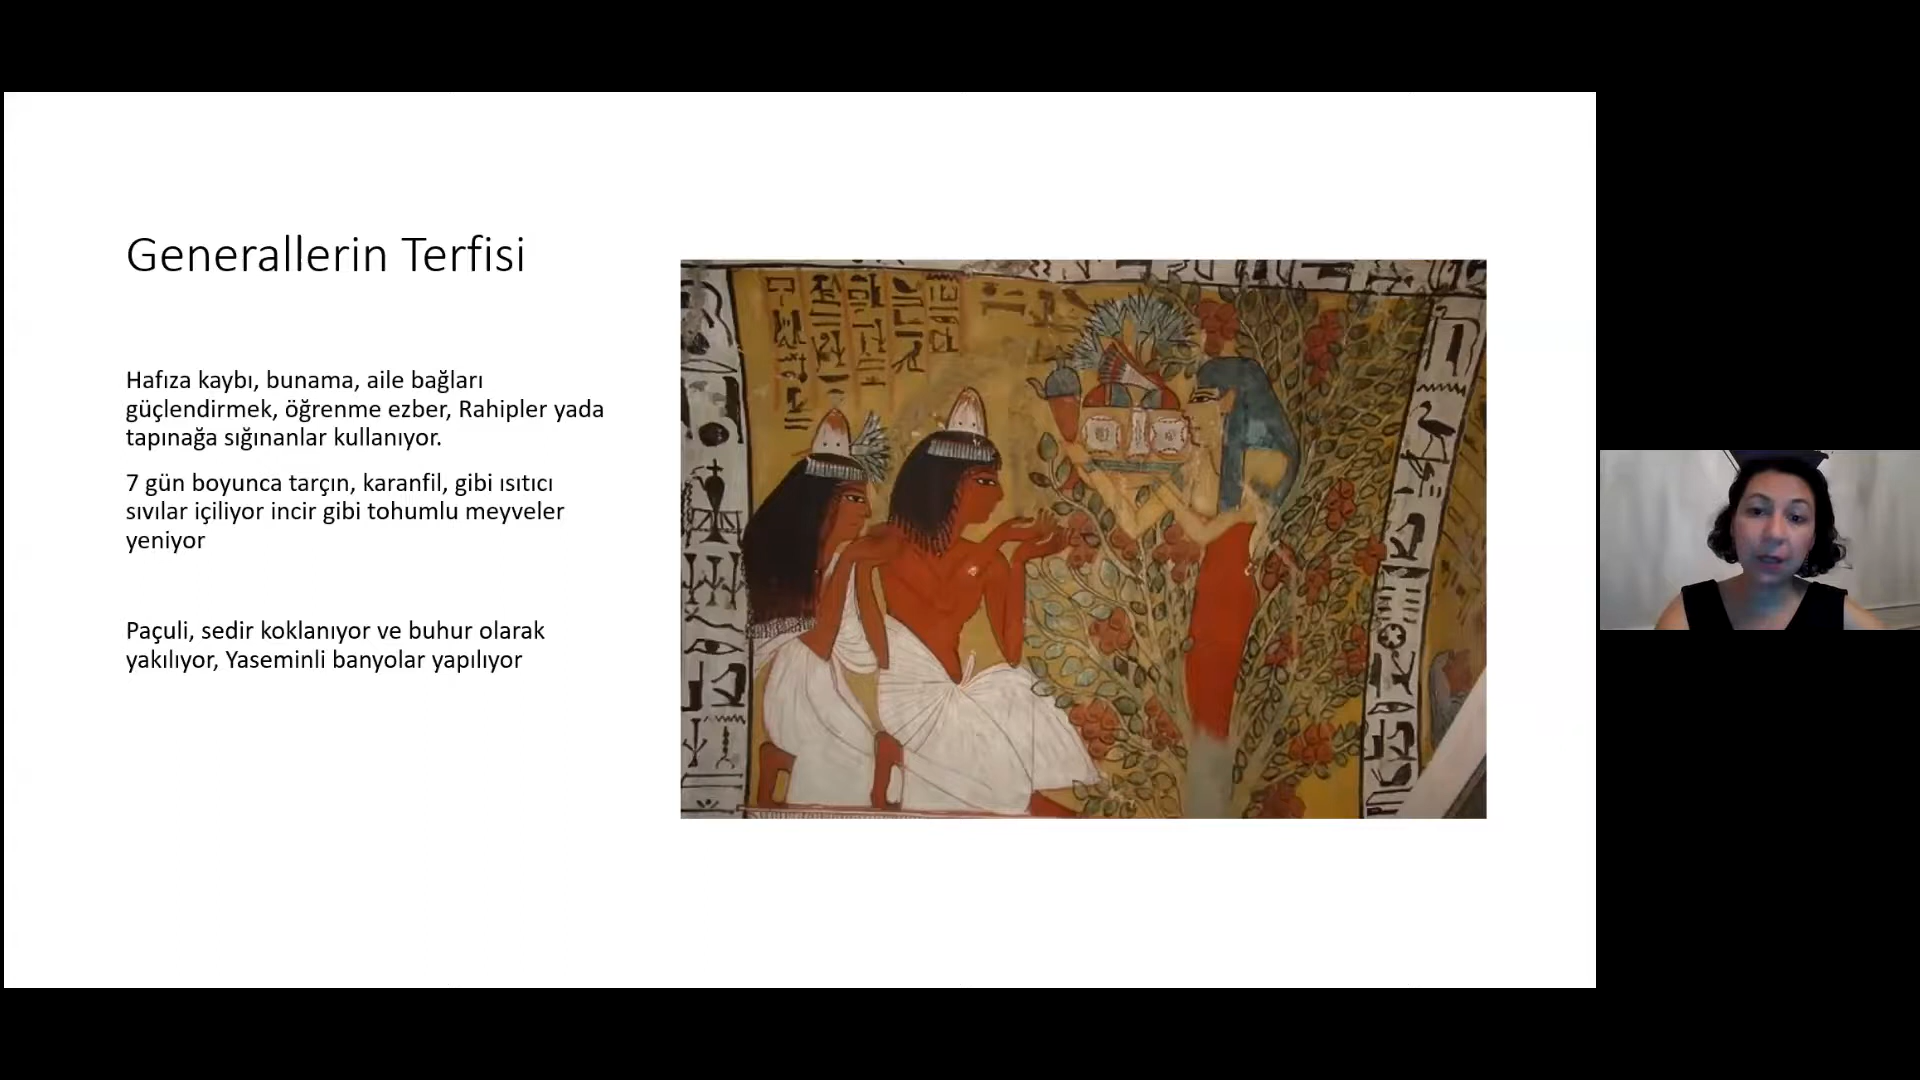 Generallerin Terfisi
Hafıza kaybı, bunama, aile bağları
güçlendirmek, öğrenme ezber, Rahipler yada
tapınağa sığınanlar kullanıyor.
7 gün boyunca tarçın, karanfil, gibi ısıtıcı
sıvılar içiliyor incir gibi tohumlu meyveler
yeniyor
Paçuli, sedir koklanıyor ve buhur olarak
yakılıyor, Yaseminli banyolar yapılıyor